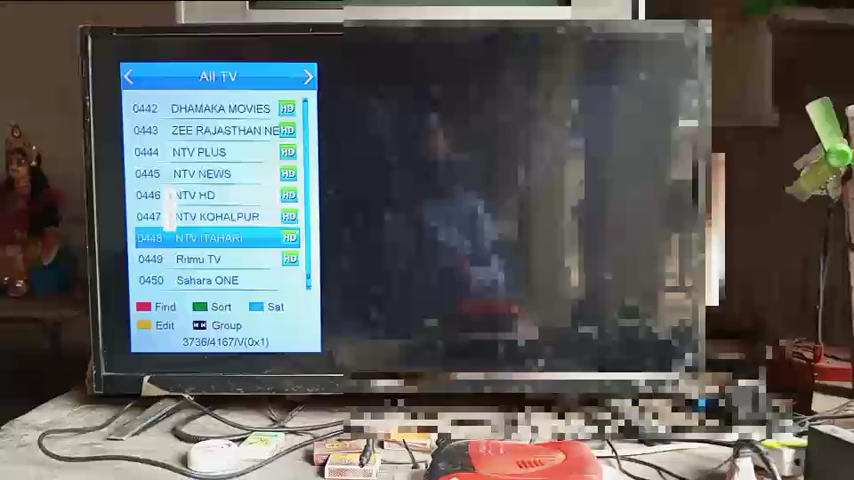 All TV
0442 DHAMAKA MOVIES HD
0443 ZEE RAJASTHAN NE HD
0444 NTV PLUS HD
0445 NTV NEWS HD
0446 NTV HD HD
0447 NTV KOHALPUR HD
0448 NTV ITAHARI HD
0449 Ritmu TV HD
0450 Sahara ONE
Find Sort Sat
Edit Group
3736/4167/V(0x1)